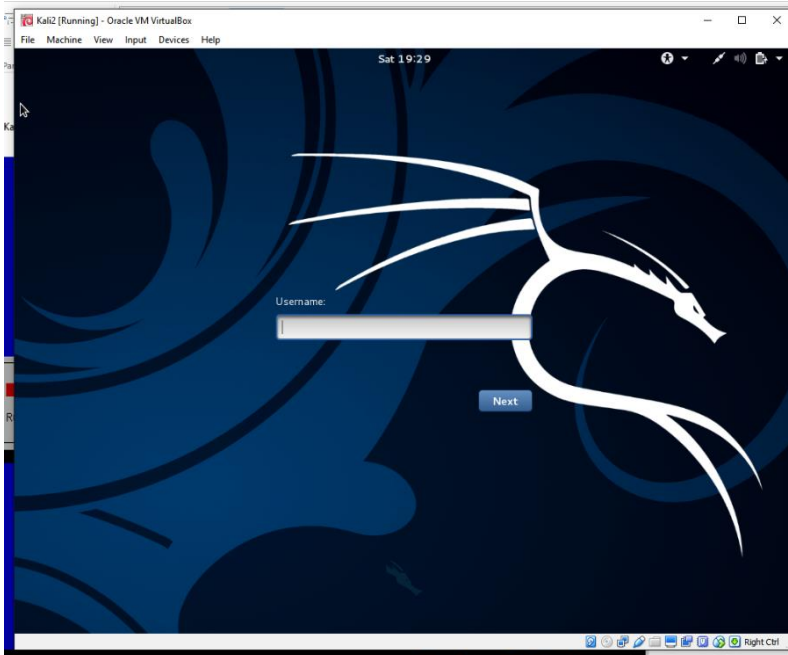 Kali2 [Running] - Oracle VM VirtualBox
File Machine View Input Devices Help
Sat 19:29
Username:
Next
Right Ctrl